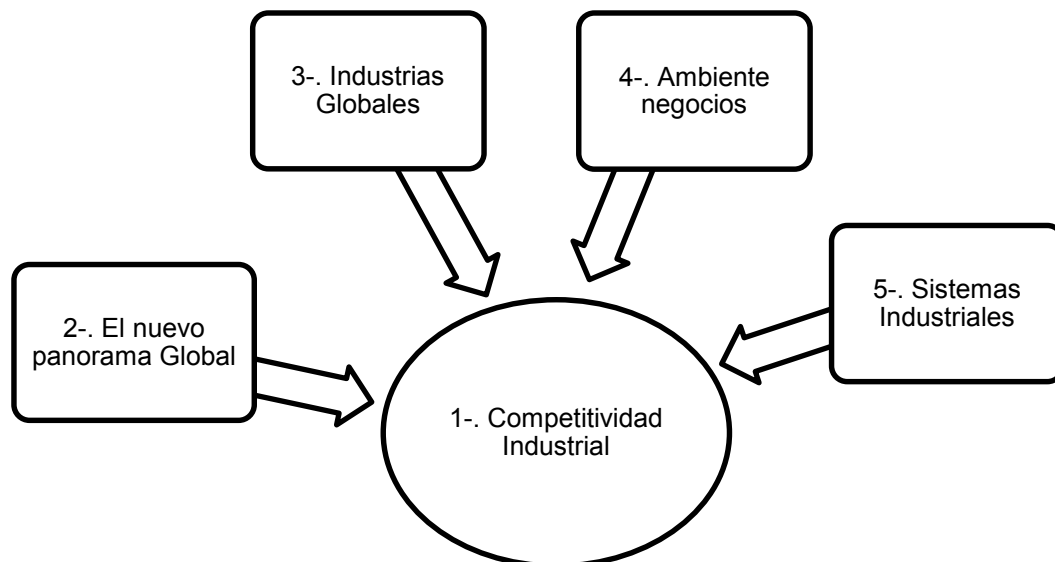 3-. Industrias
Globales
4-. Ambiente
negocios
5-. Sistemas
Industriales
2-. El nuevo
panorama Global
1-. Competitividad
Industrial